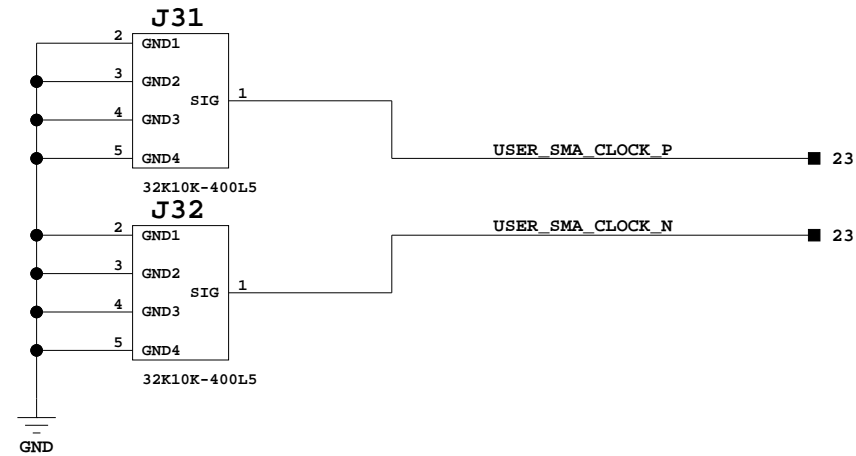 J31
2 GND1
3 GND2
SIG 1
4 GND3
5 GND4
USER_SMA_CLOCK_P 23
32K10K-400L5
J32
2 GND1
USER_SMA_CLOCK_N 23
3 GND2
SIG 1
4 GND3
5 GND4
32K10K-400L5
GND